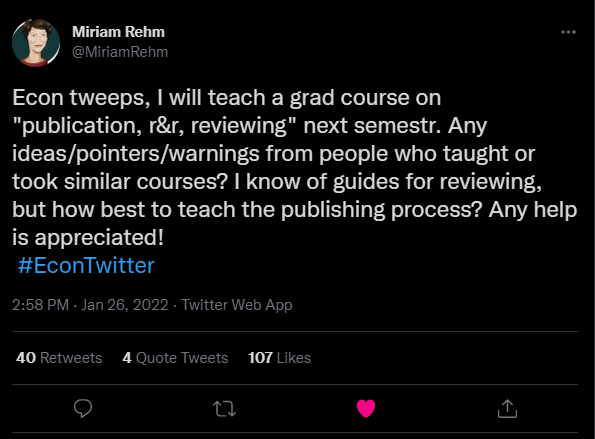 Miriam Rehm
@MiriamRehm
Econ tweeps, I will teach a grad course on
"publication, r&r, reviewing" next semestr. Any
ideas/pointers/warnings from people who taught or
took similar courses? I know of guides for reviewing,
but how best to teach the publishing process? Any help
is appreciated!
#EconTwitter
2:58 PM · Jan 26, 2022 · Twitter Web App
40 Retweets 4 Quote Tweets 107 Likes